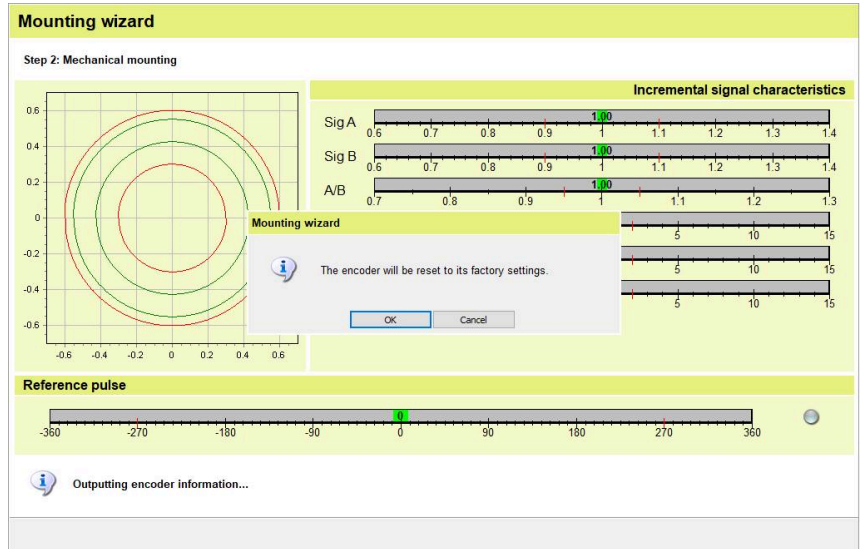 Mounting wizard
Step 2: Mechanical mounting
0.6
0.4
0.2
0
-0.2
-0.4
-0.6
-0.6 -0.4 -0.2 0 0.2 0.4 0.6
Incremental signal characteristics
Sig A
1.00
0.6 0.7 0.8 0.9 1 1.1 1.2 1.3 1.4
Sig B
1.00
0.6 0.7 0.8 0.9 1 1.1 1.2 1.3 1.4
A/B
1.00
0.7 0.8 0.9 1 1.1 1.2 1.3
5 10 15
5 10 15
5 10 15
Mounting wizard
The encoder will be reset to its factory settings.
OK Cancel
Reference pulse
0
-360 -270 -180 -90 0 90 180 270 360
Outputting encoder information...